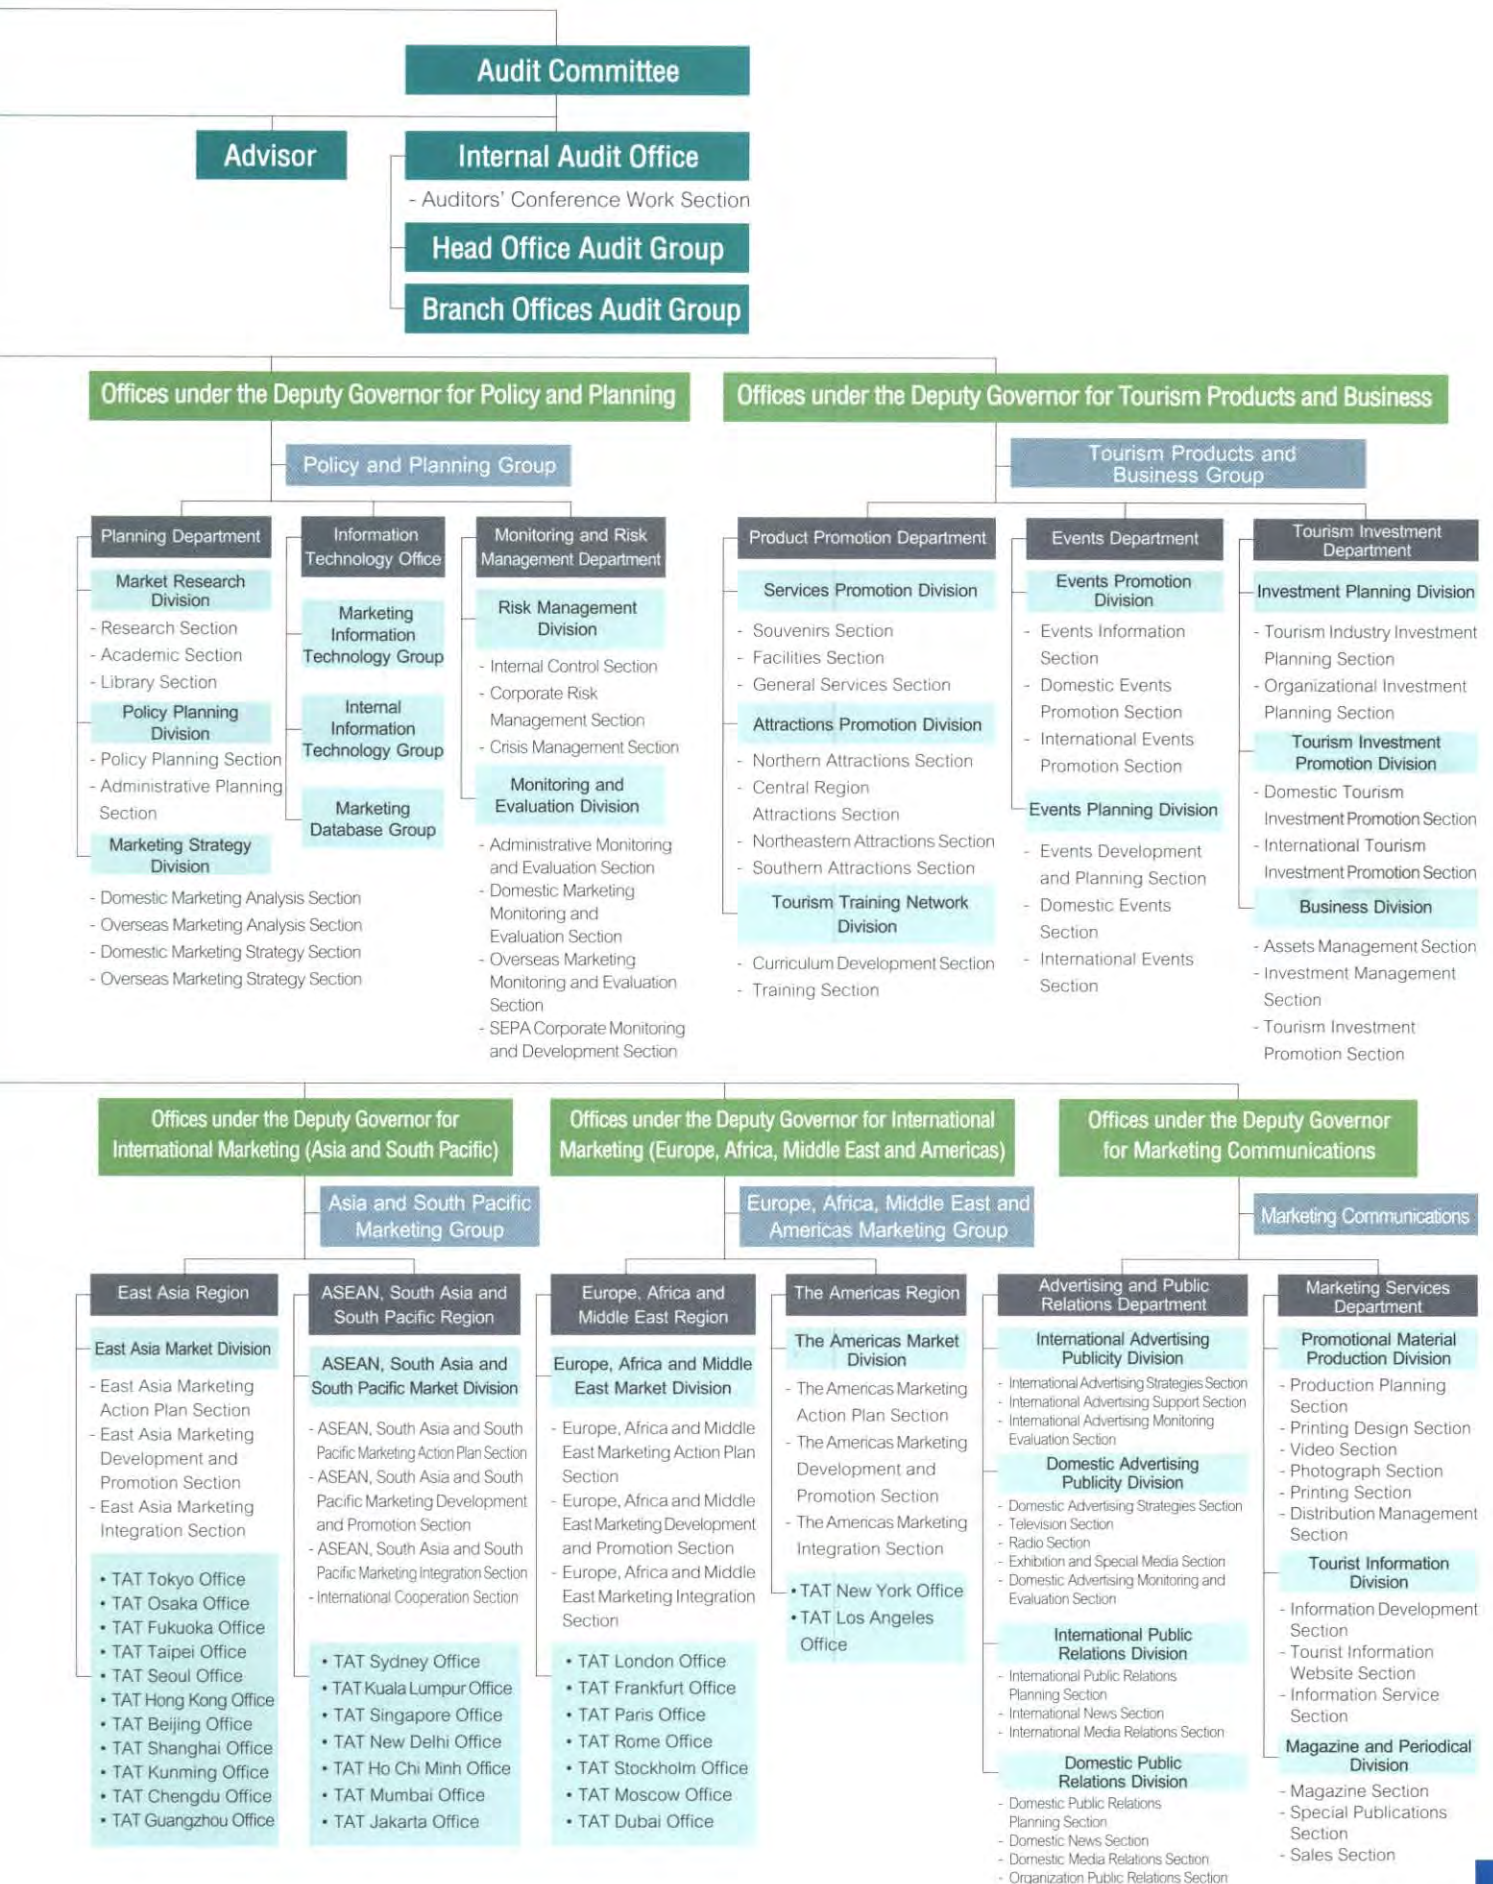 Audit Committee
Advisor
Internal Audit Office
- Auditors' Conference Work Section
Head Office Audit Group
Branch Offices Audit Group
Offices under the Deputy Governor for Policy and Planning
Policy and Planning Group
Planning Department
Market Research
Division
- Research Section
- Academic Section
- Library Section
Policy Planning
Division
- Policy Planning Section
- Administrative Planning
Section
Marketing Strategy
Division
- Domestic Marketing Analysis Section
- Overseas Marketing Analysis Section
- Domestic Marketing Strategy Section
- Overseas Marketing Strategy Section
Information
Technology Office
Marketing
Information
Technology Group
Internal
Information
Technology Group
Marketing
Database Group
Monitoring and Risk
Management Department
Risk Management
Division
- Internal Control Section
- Corporate Risk
Management Section
- Crisis Management Section
Monitoring and
Evaluation Division
- Administrative Monitoring
and Evaluation Section
- Domestic Marketing
Monitoring and
Evaluation Section
- Overseas Marketing
Monitoring and Evaluation
Section
- SEPA Corporate Monitoring
and Development Section
Offices under the Deputy Governor for Tourism Products and Business
Tourism Products and
Business Group
Product Promotion Department
Services Promotion Division
- Souvenirs Section
- Facilities Section
- General Services Section
Attractions Promotion Division
- Northern Attractions Section
- Central Region
Attractions Section
- Northeastern Attractions Section
- Southern Attractions Section
Tourism Training Network
Division
- Curriculum Development Section
- Training Section
Events Department
Events Promotion
Division
- Events Information
Section
- Domestic Events
Promotion Section
- International Events
Promotion Section
Events Planning Division
- Events Development
and Planning Section
- Domestic Events
Section
- International Events
Section
Tourism Investment
Department
Investment Planning Division
- Tourism Industry Investment
Planning Section
- Organizational Investment
Planning Section
Tourism Investment
Promotion Division
- Domestic Tourism
Investment Promotion Section
- International Tourism
Investment Promotion Section
Business Division
- Assets Management Section
- Investment Management
Section
- Tourism Investment
Promotion Section
Offices under the Deputy Governor for
International Marketing (Asia and South Pacific)
Asia and South Pacific
Marketing Group
East Asia Region
East Asia Market Division
- East Asia Marketing
Action Plan Section
- East Asia Marketing
Development and
Promotion Section
- East Asia Marketing
Integration Section
• TAT Tokyo Office
• TAT Osaka Office
• TAT Fukuoka Office
• TAT Taipei Office
• TAT Seoul Office
• TAT Hong Kong Office
• TAT Beijing Office
• TAT Shanghai Office
• TAT Kunming Office
• TAT Chengdu Office
• TAT Guangzhou Office
ASEAN, South Asia and
South Pacific Region
ASEAN, South Asia and
South Pacific Market Division
- ASEAN, South Asia and South
Pacific Marketing Action Plan Section
- ASEAN, South Asia and South
Pacific Marketing Development
and Promotion Section
- ASEAN, South Asia and South
Pacific Marketing Integration Section
- International Cooperation Section
• TAT Sydney Office
• TAT Kuala Lumpur Office
• TAT Singapore Office
• TAT New Delhi Office
• TAT Ho Chi Minh Office
• TAT Mumbai Office
• TAT Jakarta Office
Offices under the Deputy Governor for International
Marketing (Europe, Africa, Middle East and Americas)
Europe, Africa, Middle East and
Americas Marketing Group
Europe, Africa and
Middle East Region
Europe, Africa and Middle
East Market Division
- Europe, Africa and Middle
East Marketing Action Plan
Section
- Europe, Africa and Middle
East Marketing Development
and Promotion Section
- Europe, Africa and Middle
East Marketing Integration
Section
• TAT London Office
• TAT Frankfurt Office
• TAT Paris Office
• TAT Rome Office
• TAT Stockholm Office
• TAT Moscow Office
• TAT Dubai Office
The Americas Region
The Americas Market
Division
- The Americas Marketing
Action Plan Section
- The Americas Marketing
Development and
Promotion Section
- The Americas Marketing
Integration Section
• TAT New York Office
• TAT Los Angeles
Office
Offices under the Deputy Governor
for Marketing Communications
Marketing Communications
Advertising and Public
Relations Department
International Advertising
Publicity Division
- International Advertising Strategies Section
- International Advertising Support Section
- International Advertising Monitoring
Evaluation Section
Domestic Advertising
Publicity Division
- Domestic Advertising Strategies Section
- Television Section
- Radio Section
- Exhibition and Special Media Section
- Domestic Advertising Monitoring and
Evaluation Section
International Public
Relations Division
- International Public Relations
Planning Section
- International News Section
- International Media Relations Section
Domestic Public
Relations Division
- Domestic Public Relations
Planning Section
- Domestic News Section
- Domestic Media Relations Section
- Organization Public Relations Section
Marketing Services
Department
Promotional Material
Production Division
- Production Planning
Section
- Printing Design Section
- Video Section
- Photograph Section
- Printing Section
- Distribution Management
Section
Tourist Information
Division
- Information Development
Section
- Tourist Information
Website Section
- Information Service
Section
Magazine and Periodical
Division
- Magazine Section
- Special Publications
Section
- Sales Section